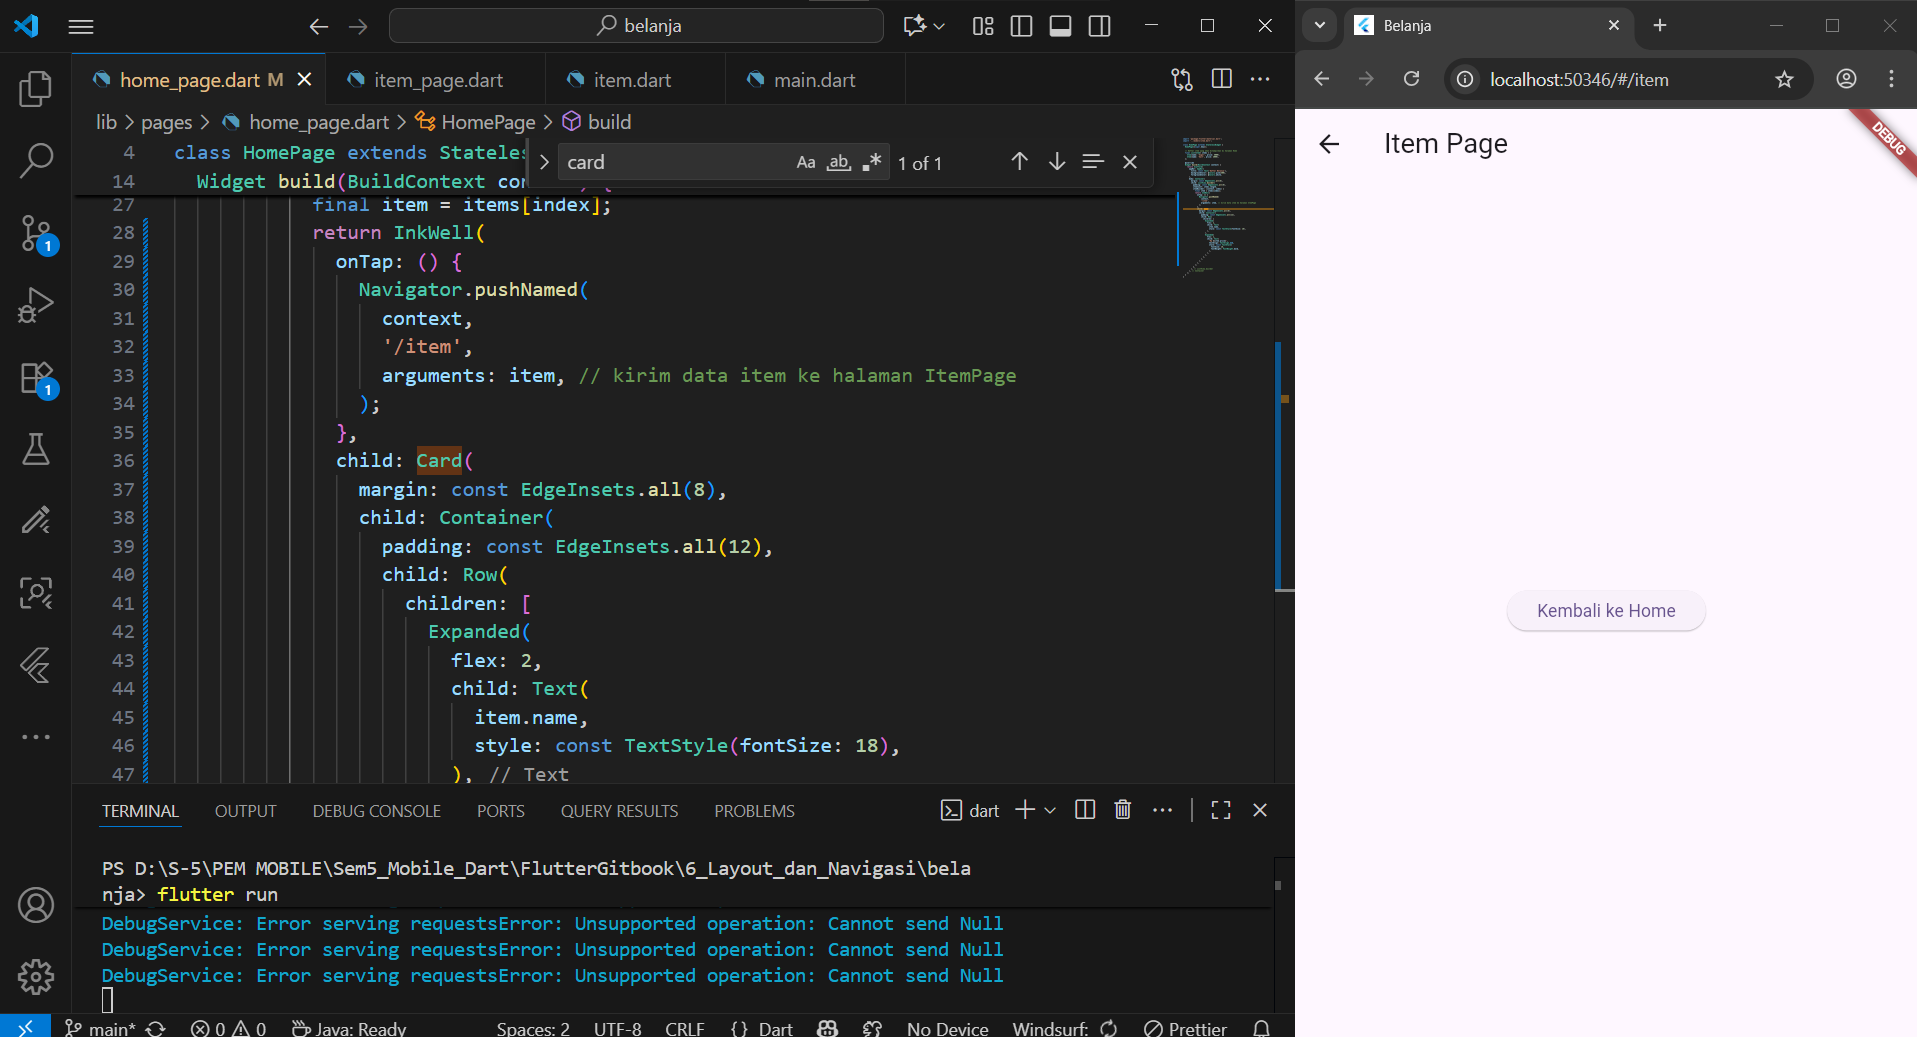 belanja
home_page.dart M
item_page.dart
item.dart
main.dart
lib > pages > home_page.dart > HomePage > build
card
Aa ab 1 of 1
4 class HomePage extends Stateles
14 Widget build(BuildContext con
27 final item = items[index];
28 return InkWell(
29 onTap: () {
30 Navigator.pushNamed(
31 context,
32 '/item',
33 arguments: item, // kirim data item ke halaman ItemPage
34 );
35 },
36 child: Card(
37 margin: const EdgeInsets.all(8),
38 child: Container(
39 padding: const EdgeInsets.all(12),
40 child: Row(
41 children: [
42 Expanded(
43 flex: 2,
44 child: Text(
45 item.name,
46 style: const TextStyle(fontSize: 18),
47 ), // Text
1
1
TERMINAL OUTPUT DEBUG CONSOLE PORTS QUERY RESULTS PROBLEMS
dart
PS D:\S-5\PEM MOBILE\Sem5_Mobile_Dart\FlutterGitbook\6_Layout_dan_Navigasi\bela
nja> flutter run
DebugService: Error serving requestsError: Unsupported operation: Cannot send Null
DebugService: Error serving requestsError: Unsupported operation: Cannot send Null
DebugService: Error serving requestsError: Unsupported operation: Cannot send Null
main* 0 0 Java: Ready Spaces: 2 UTF-8 CRLF {} Dart No Device Windsurf: Prettier
Belanja
localhost:50346/#/item
Item Page
DEBUG
Kembali ke Home